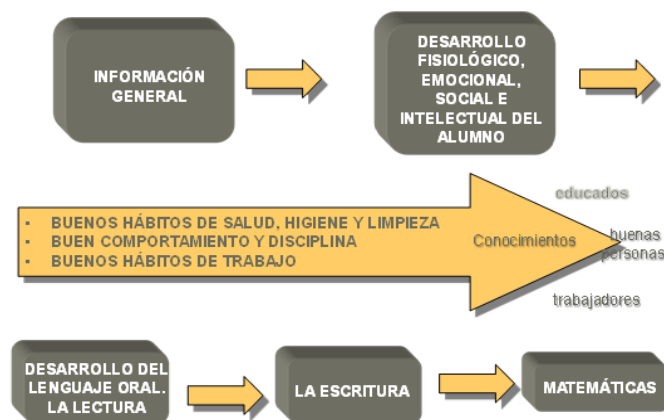 INFORMACIÓN
GENERAL
DESARROLLO
FISIOLÓGICO,
EMOCIONAL,
SOCIAL E
INTELECTUAL DEL
ALUMNO
educados
▪ BUENOS HÁBITOS DE SALUD, HIGIENE Y LIMPIEZA
▪ BUEN COMPORTAMIENTO Y DISCIPLINA
▪ BUENOS HÁBITOS DE TRABAJO
Conocimientos
buenas
personas
trabajadores
DESARROLLO DEL
LENGUAJE ORAL.
LA LECTURA
LA ESCRITURA
MATEMÁTICAS